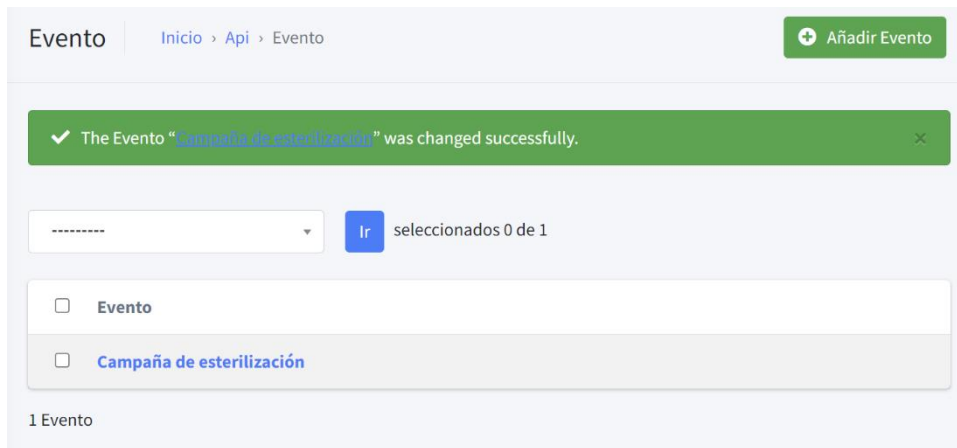 Evento
Inicio › Api › Evento
Añadir Evento
The Evento “Campaña de esterilización” was changed successfully.
×
---------
Ir
seleccionados 0 de 1
Evento
Campaña de esterilización
1 Evento